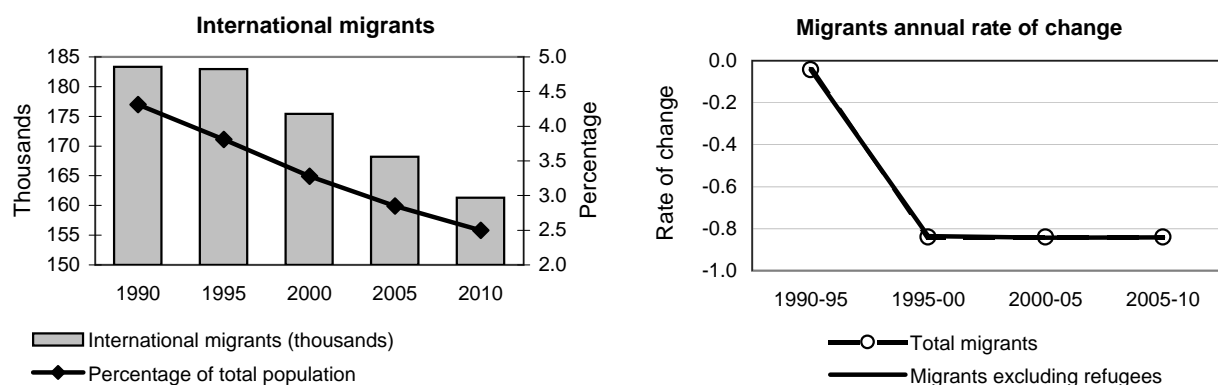 International migrants
185
180
175
170
165
160
155
150
Thousands
5.0
4.5
4.0
3.5
3.0
2.5
2.0
Percentage
1990 1995 2000 2005 2010
International migrants (thousands)
Percentage of total population
Migrants annual rate of change
0.0
-0.2
-0.4
-0.6
-0.8
-1.0
Rate of change
1990-95 1995-00 2000-05 2005-10
Total migrants
Migrants excluding refugees